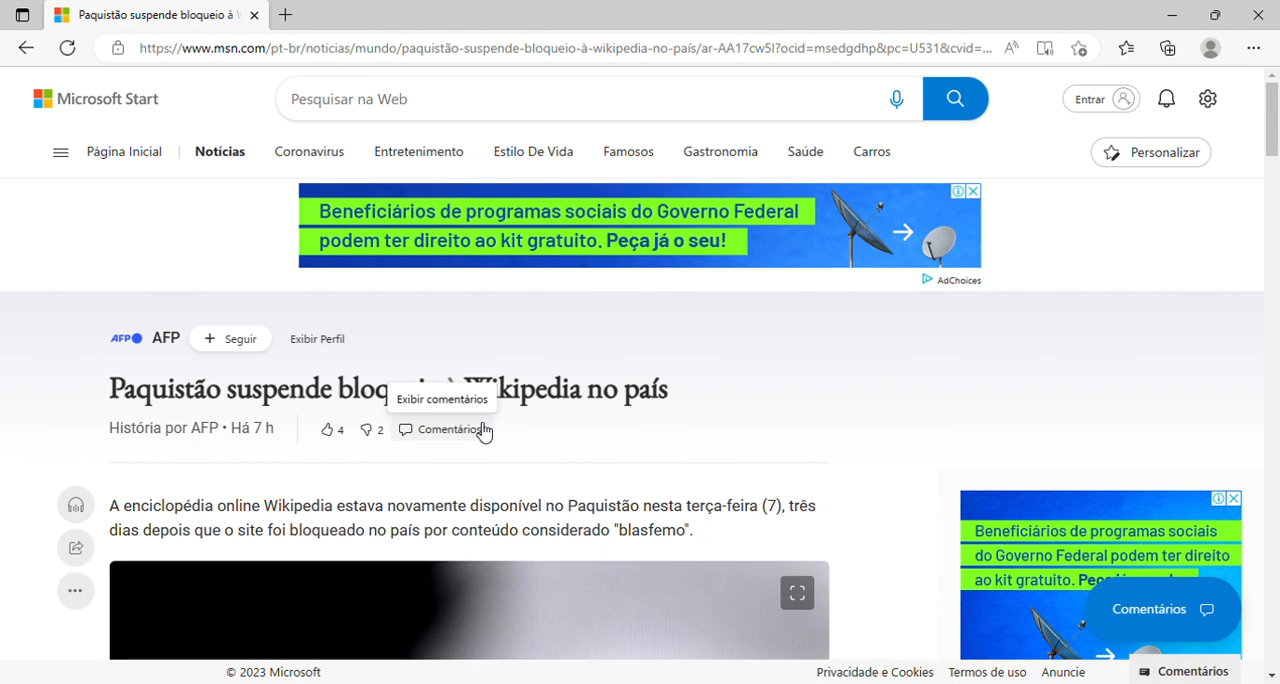 Paquistão suspende bloqueio à
https://www.msn.com/pt-br/noticias/mundo/paquistão-suspende-bloqueio-à-wikipedia-no-país/ar-AA17cw5l?ocid=msedgdhp&pc=U531&cvid=...
Microsoft Start
Pesquisar na Web
Entrar
Página Inicial
Notícias
Coronavírus
Entretenimento
Estilo De Vida
Famosos
Gastronomia
Saúde
Carros
Personalizar
Beneficiários de programas sociais do Governo Federal
podem ter direito ao kit gratuito. Peça já o seu!
AdChoices
AFP AFP
Seguir
Exibir Perfil
Paquistão suspende Wikipedia no país
Exibir comentários
História por AFP • Há 7 h
4
2
Comentários
A enciclopédia online Wikipedia estava novamente disponível no Paquistão nesta terça-feira (7), três
dias depois que o site foi bloqueado no país por conteúdo considerado "blasfemo".
Beneficiários de programas sociais
do Governo Federal podem ter direito
ao kit gratuito.
Comentários
© 2023 Microsoft
Privacidade e Cookies
Termos de uso
Anuncie
Comentários